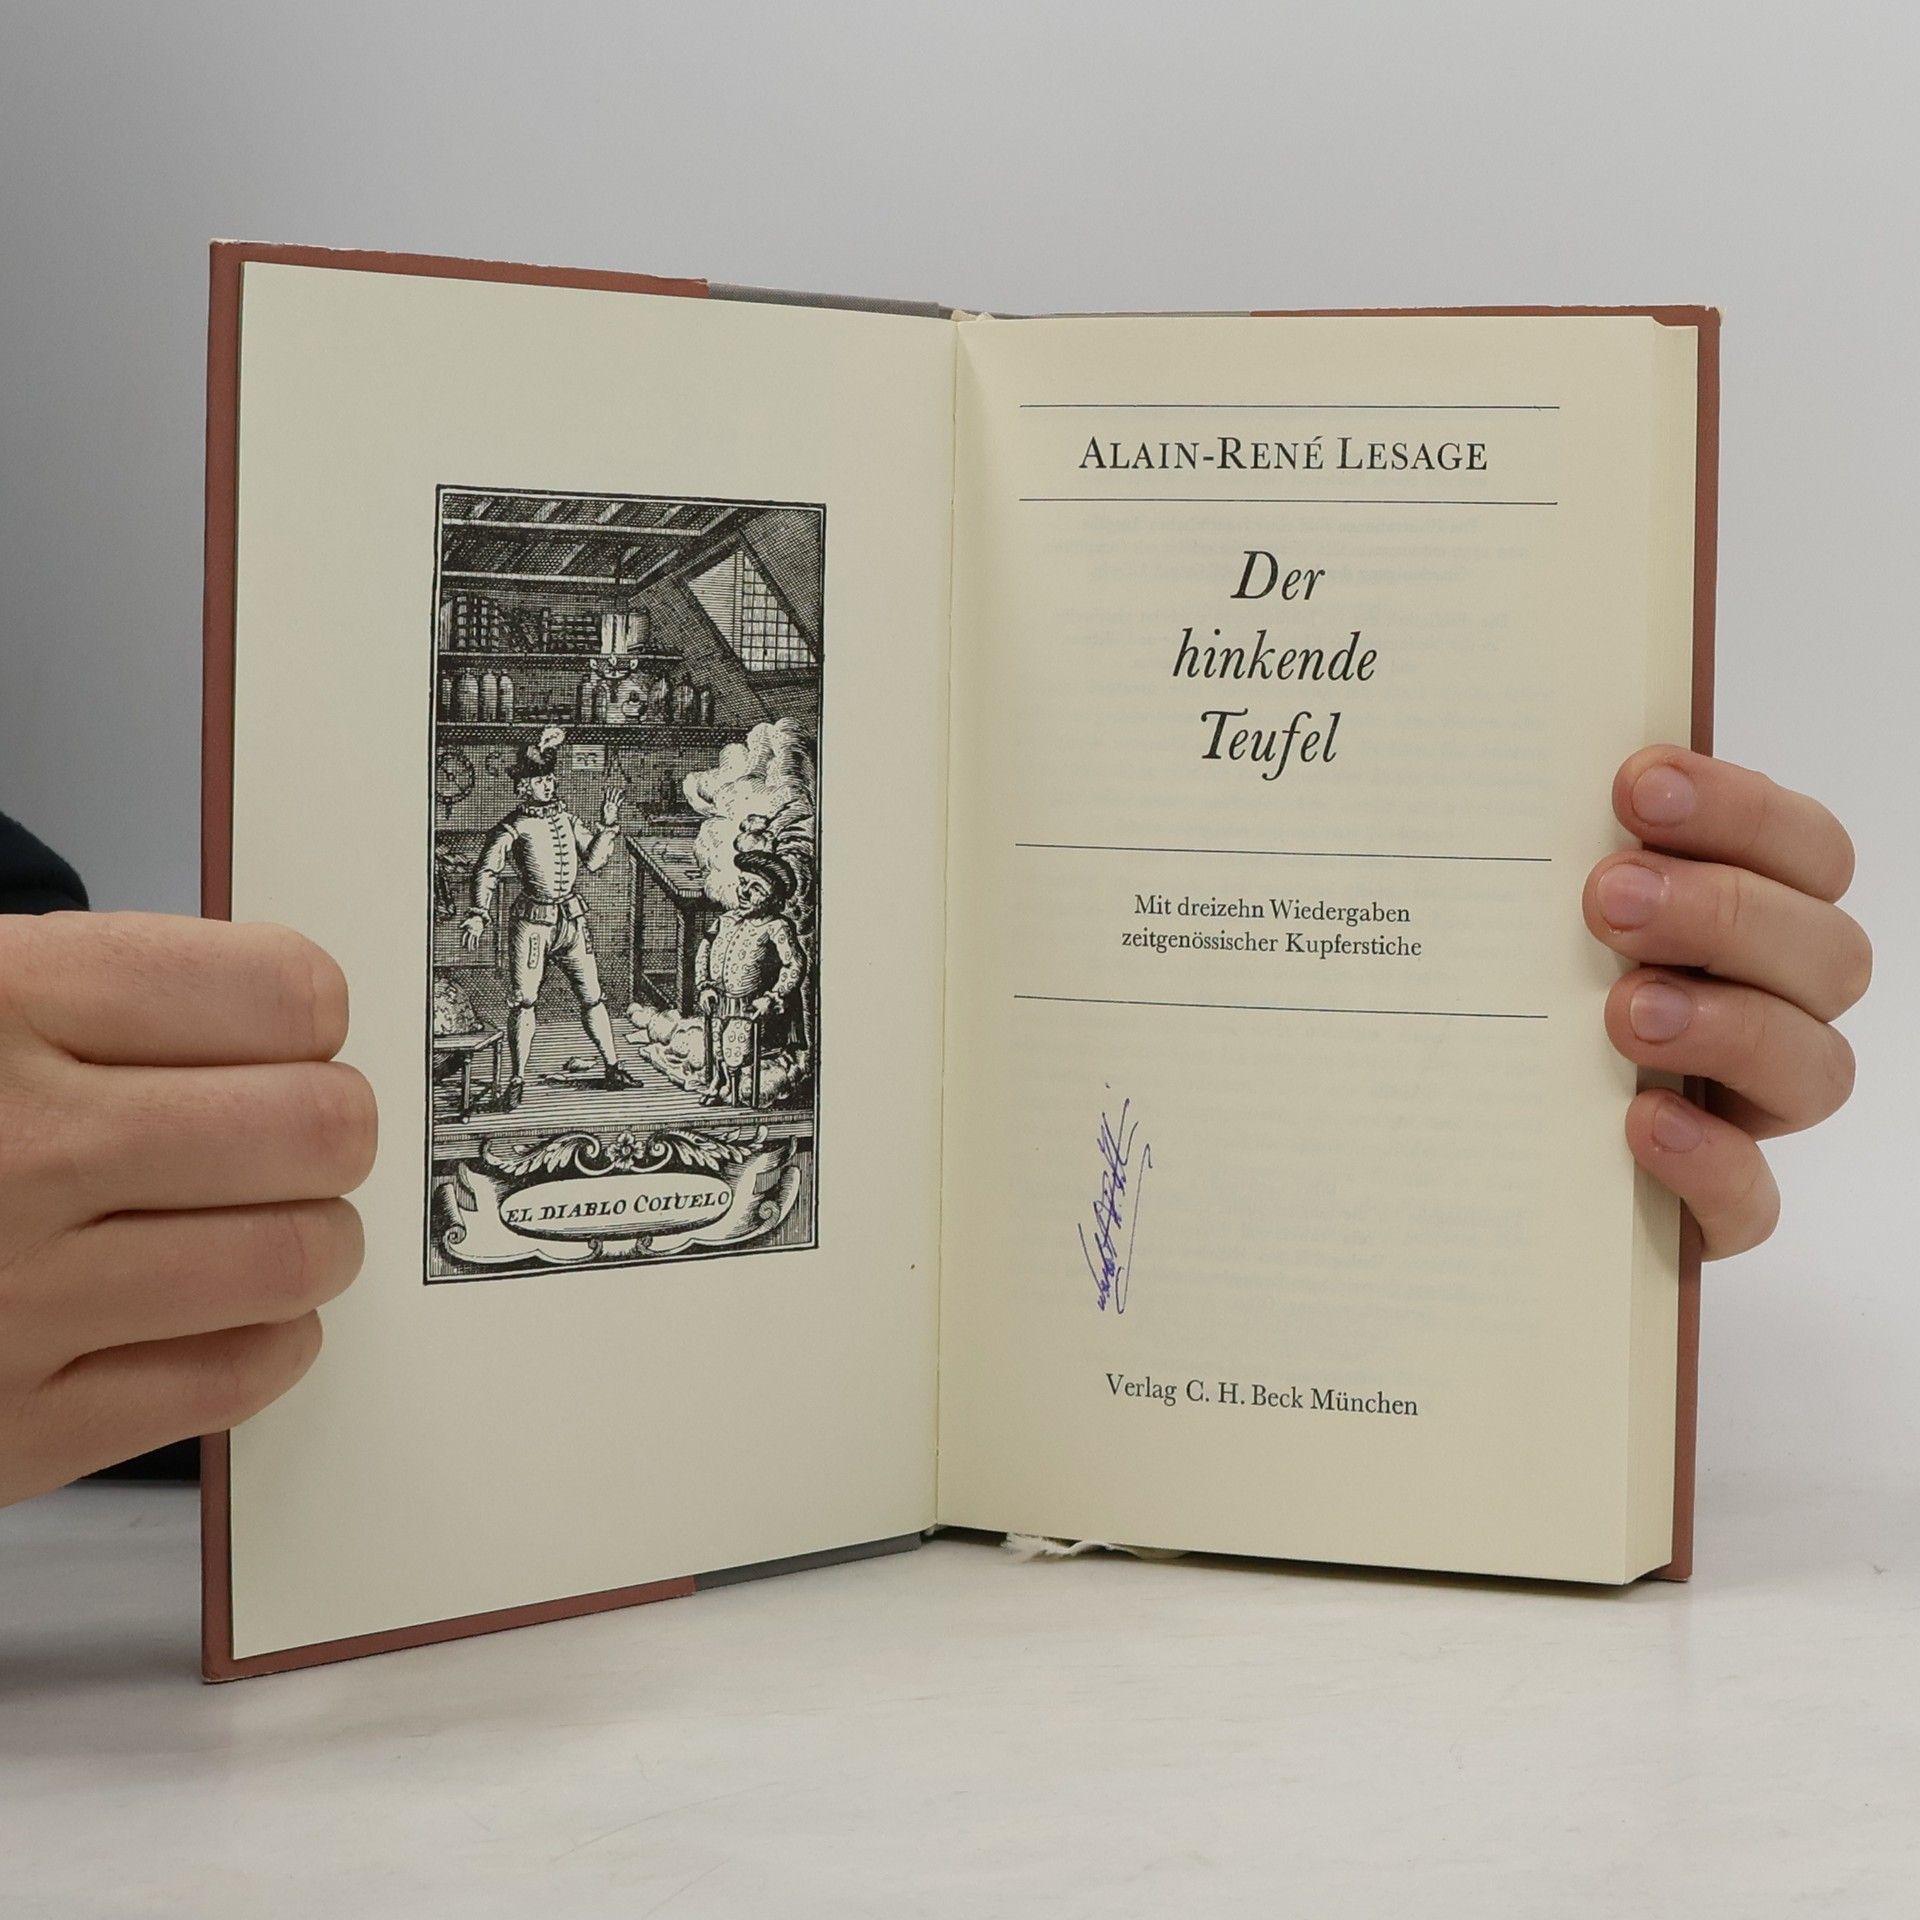 EL DIABLO COIUELO
ALAIN-RENÉ LESAGE
Der
hinkende
Teufel
Mit dreizehn Wiedergaben
zeitgenössischer Kupferstiche
Verlag C. H. Beck München